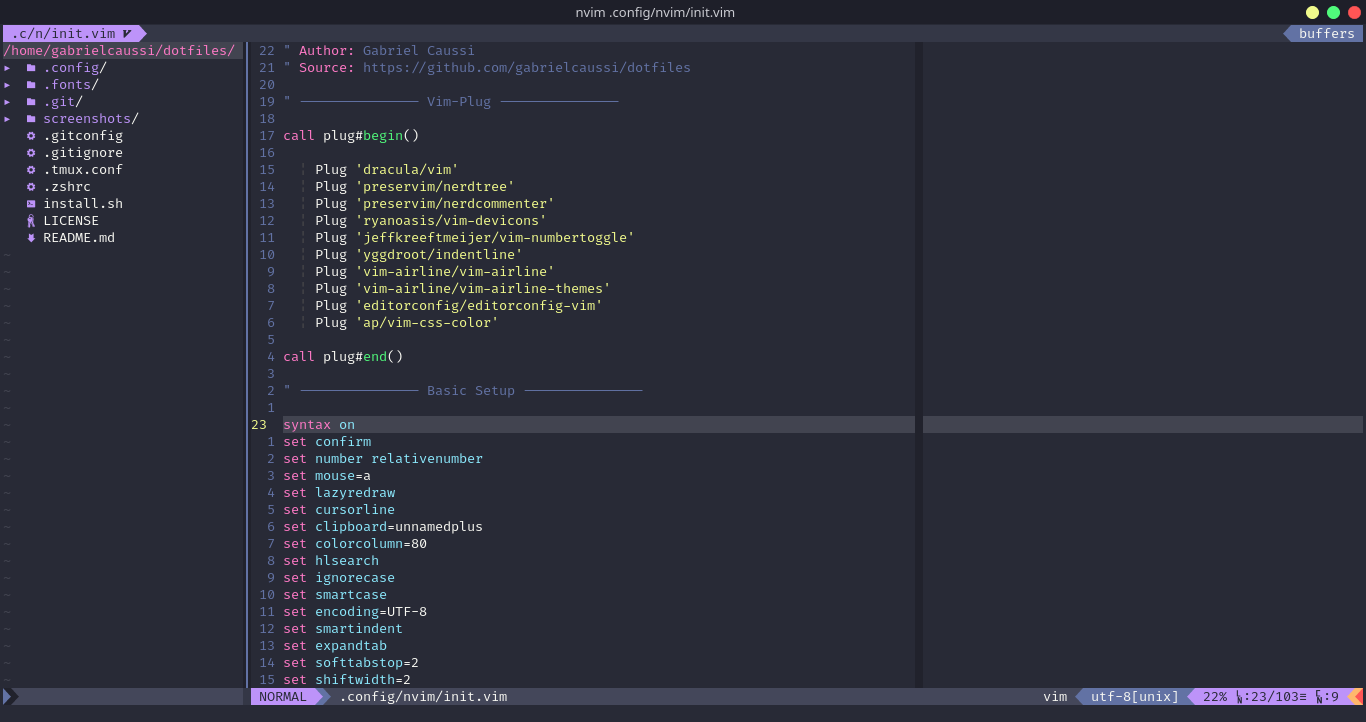 nvim .config/nvim/init.vim
.c/n/init.vim
buffers
/home/gabrielcaussi/dotfiles/
▸ .config/
▸ .fonts/
▸ .git/
▸ screenshots/
.gitconfig
.gitignore
.tmux.conf
.zshrc
install.sh
LICENSE
README.md
22 " Author: Gabriel Caussi
21 " Source: https://github.com/gabrielcaussi/dotfiles
20
19 " ─────────────── Vim-Plug ───────────────
18
17 call plug#begin()
16
15 ¦ Plug 'dracula/vim'
14 ¦ Plug 'preservim/nerdtree'
13 ¦ Plug 'preservim/nerdcommenter'
12 ¦ Plug 'ryanoasis/vim-devicons'
11 ¦ Plug 'jeffkreeftmeijer/vim-numbertoggle'
10 ¦ Plug 'yggdroot/indentline'
9 ¦ Plug 'vim-airline/vim-airline'
8 ¦ Plug 'vim-airline/vim-airline-themes'
7 ¦ Plug 'editorconfig/editorconfig-vim'
6 ¦ Plug 'ap/vim-css-color'
5
4 call plug#end()
3
2 " ─────────────── Basic Setup ───────────────
1
23 syntax on
1 set confirm
2 set number relativenumber
3 set mouse=a
4 set lazyredraw
5 set cursorline
6 set clipboard=unnamedplus
7 set colorcolumn=80
8 set hlsearch
9 set ignorecase
10 set smartcase
11 set encoding=UTF-8
12 set smartindent
13 set expandtab
14 set softtabstop=2
15 set shiftwidth=2
NORMAL .config/nvim/init.vim vim utf-8[unix] 22% :23/103≡ :9